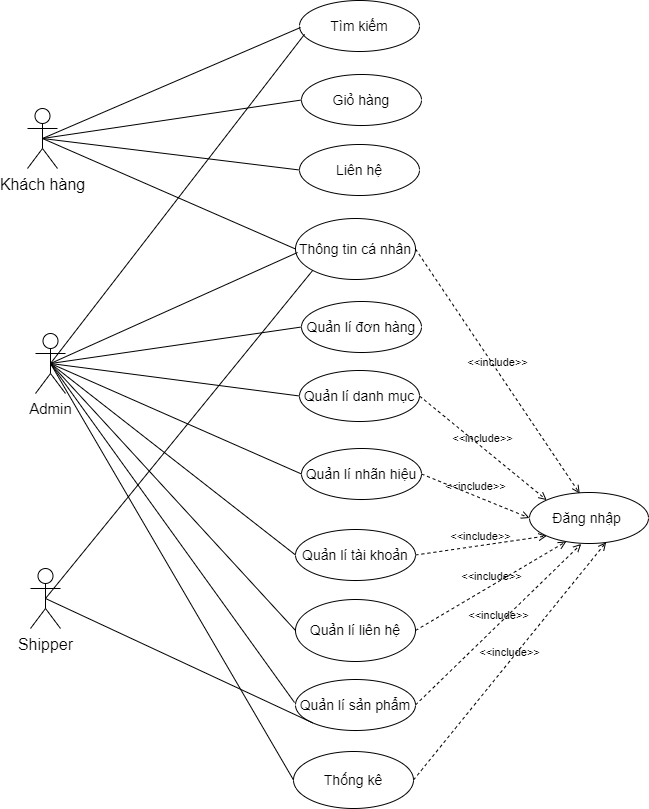 Tìm kiếm
Giỏ hàng
Liên hệ
Khách hàng
Thông tin cá nhân
Quản lí đơn hàng
<<include>>
Admin
Quản lí danh mục
<<include>>
Quản lí nhãn hiệu
<<include>>
Đăng nhập
Quản lí tài khoản
<<include>>
<<include>>
Quản lí liên hệ
<<include>>
Shipper
<<include>>
Quản lí sản phẩm
Thống kê